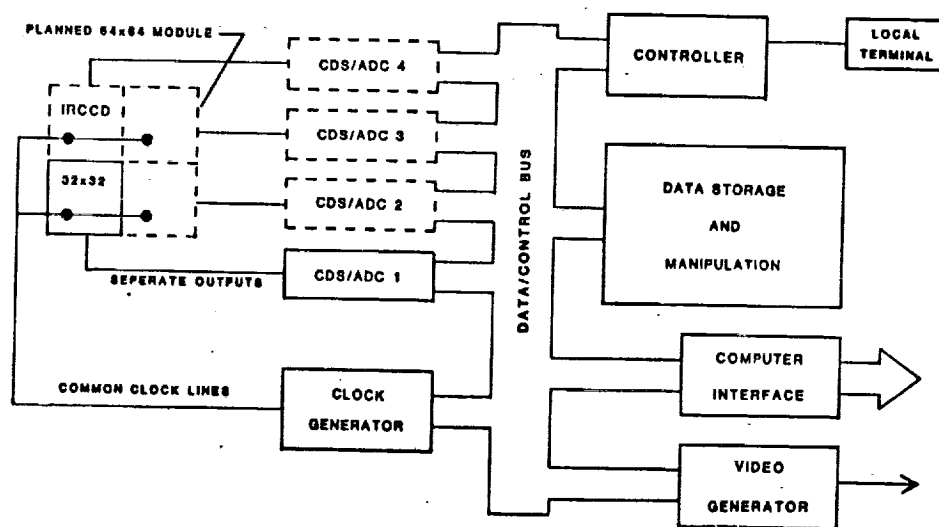 PLANNED 64x64 MODULE
IRCCD
32x32
SEPERATE OUTPUTS
COMMON CLOCK LINES
CDS/ADC 4
CDS/ADC 3
CDS/ADC 2
CDS/ADC 1
CLOCK
GENERATOR
DATA/CONTROL BUS
CONTROLLER
LOCAL
TERMINAL
DATA STORAGE
AND
MANIPULATION
COMPUTER
INTERFACE
VIDEO
GENERATOR